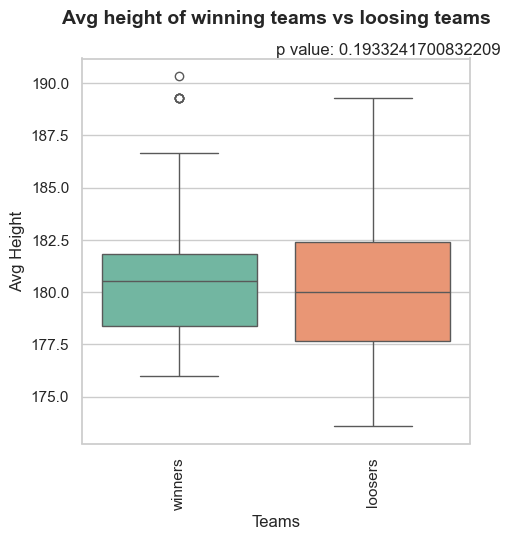 Avg height of winning teams vs loosing teams
p value: 0.1933241700832209
190.0
187.5
185.0
182.5
180.0
177.5
175.0
Avg Height
winners
loosers
Teams